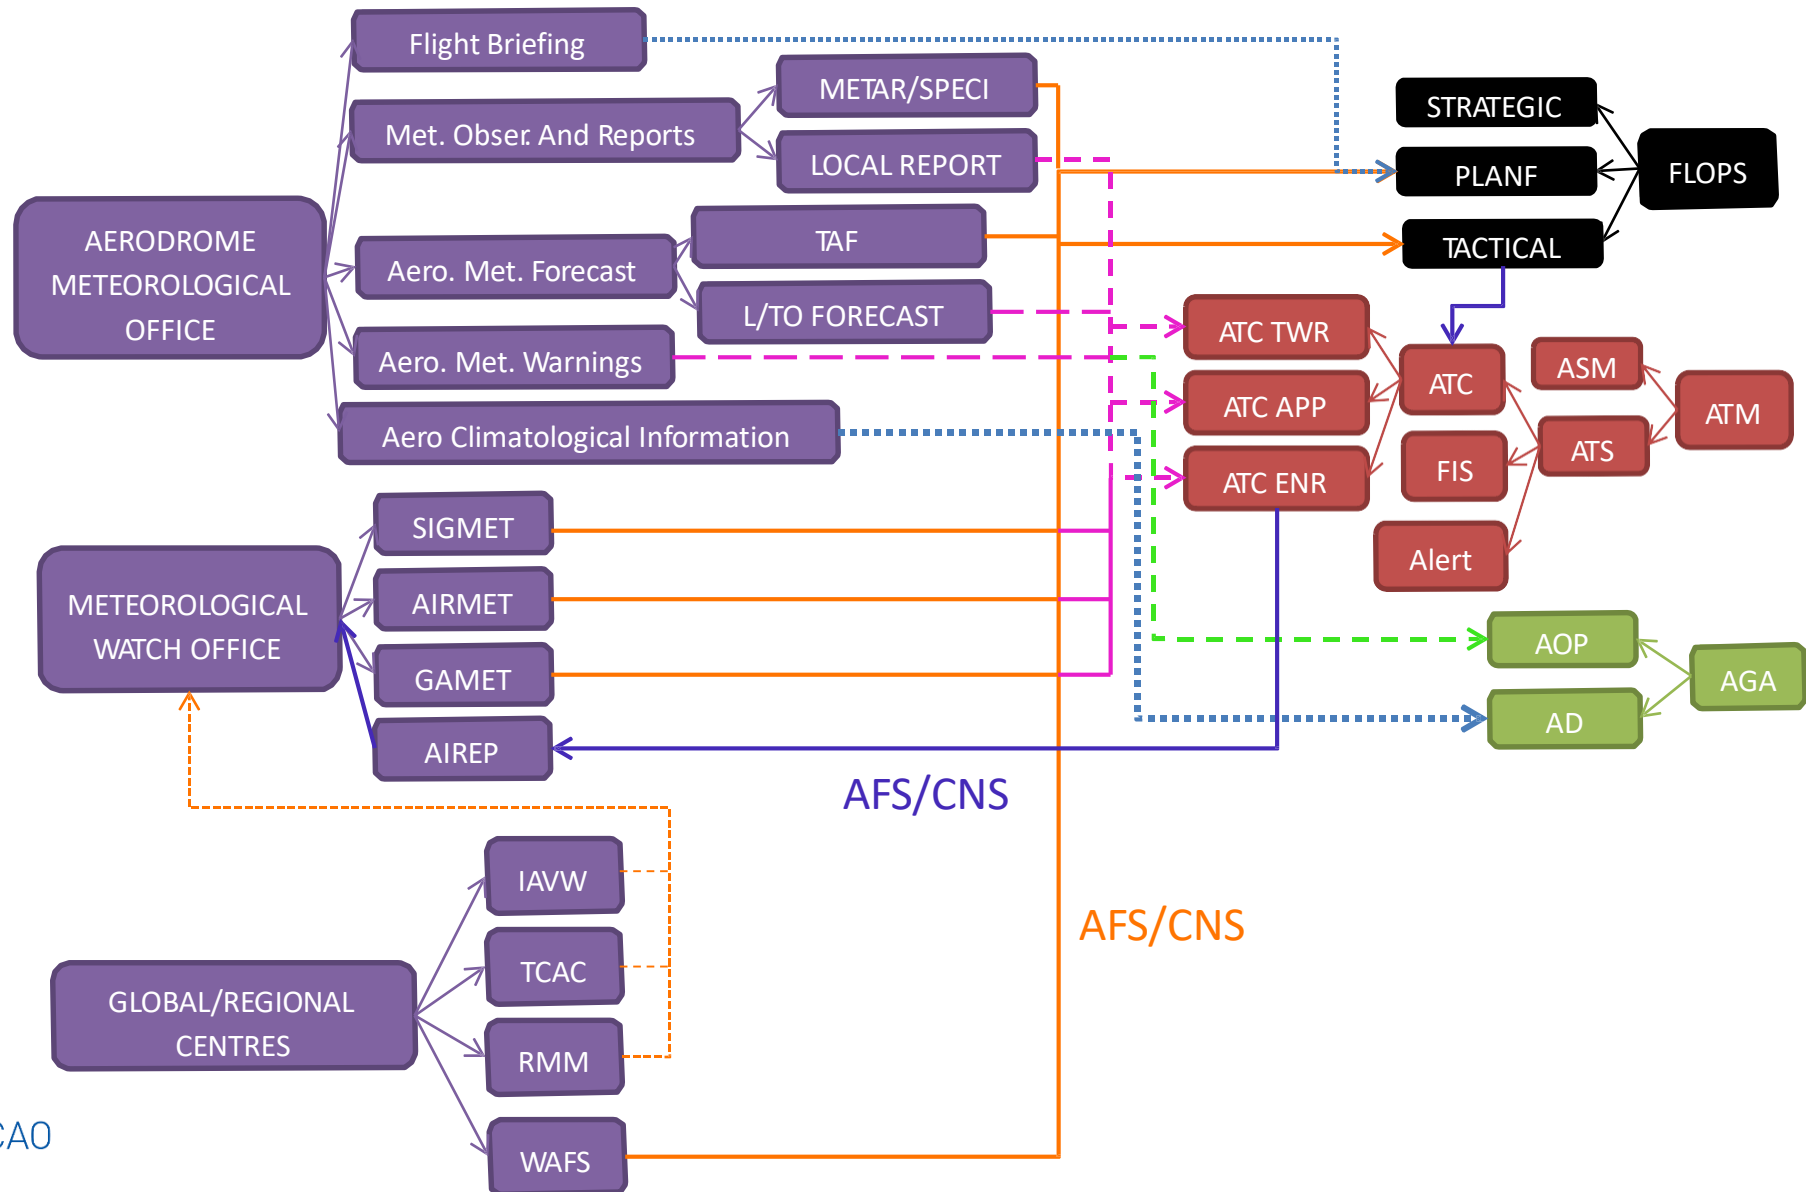 Flight Briefing
METAR/SPECI
Met. Obser. And Reports
LOCAL REPORT
AERODROME
METEOROLOGICAL
OFFICE
TAF
Aero. Met. Forecast
L/TO FORECAST
Aero. Met. Warnings
Aero Climatological Information
STRATEGIC
PLANF
FLOPS
TACTICAL
ATC TWR
ATC APP
ATC ENR
ATC
ASM
ATM
ATS
FIS
Alert
SIGMET
METEOROLOGICAL
WATCH OFFICE
AIRMET
GAMET
AIREP
AOP
AGA
AD
AFS/CNS
IAVW
AFS/CNS
TCAC
GLOBAL/REGIONAL
CENTRES
RMM
WAFS
CAO